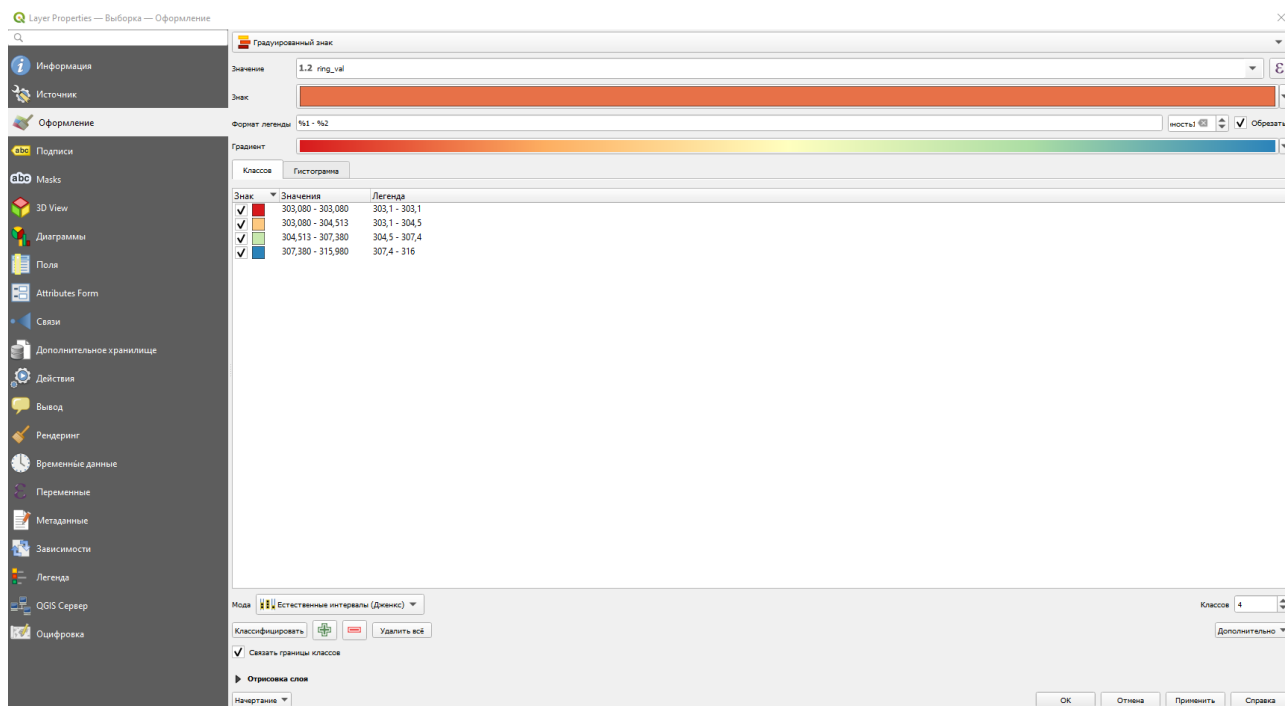 Layer Properties — Выборка — Оформление
Информация
Источник
Оформление
abc Подписи
abc Masks
3D View
Диаграммы
Поля
Attributes Form
Связи
Дополнительное хранилище
Действия
Вывод
Рендеринг
Временные данные
Переменные
Метаданные
Зависимости
Легенда
QGIS Сервер
Оцифровка
Градуированный знак
Значение 1.2 ring_val ε
Знак
Формат легенды %1 - %2 ность1 Обрезать
Градиент
Классов Гистограмма
Знак Значения Легенда
303,080 - 303,080 303,1 - 303,1
303,080 - 304,513 303,1 - 304,5
304,513 - 307,380 304,5 - 307,4
307,380 - 315,980 307,4 - 316
Мода Естественные интервалы (Дженкс) Классов 4
Классифицировать Удалить всё Дополнительно
Связать границы классов
Отрисовка слоя
Начертание OK Отмена Применить Справка